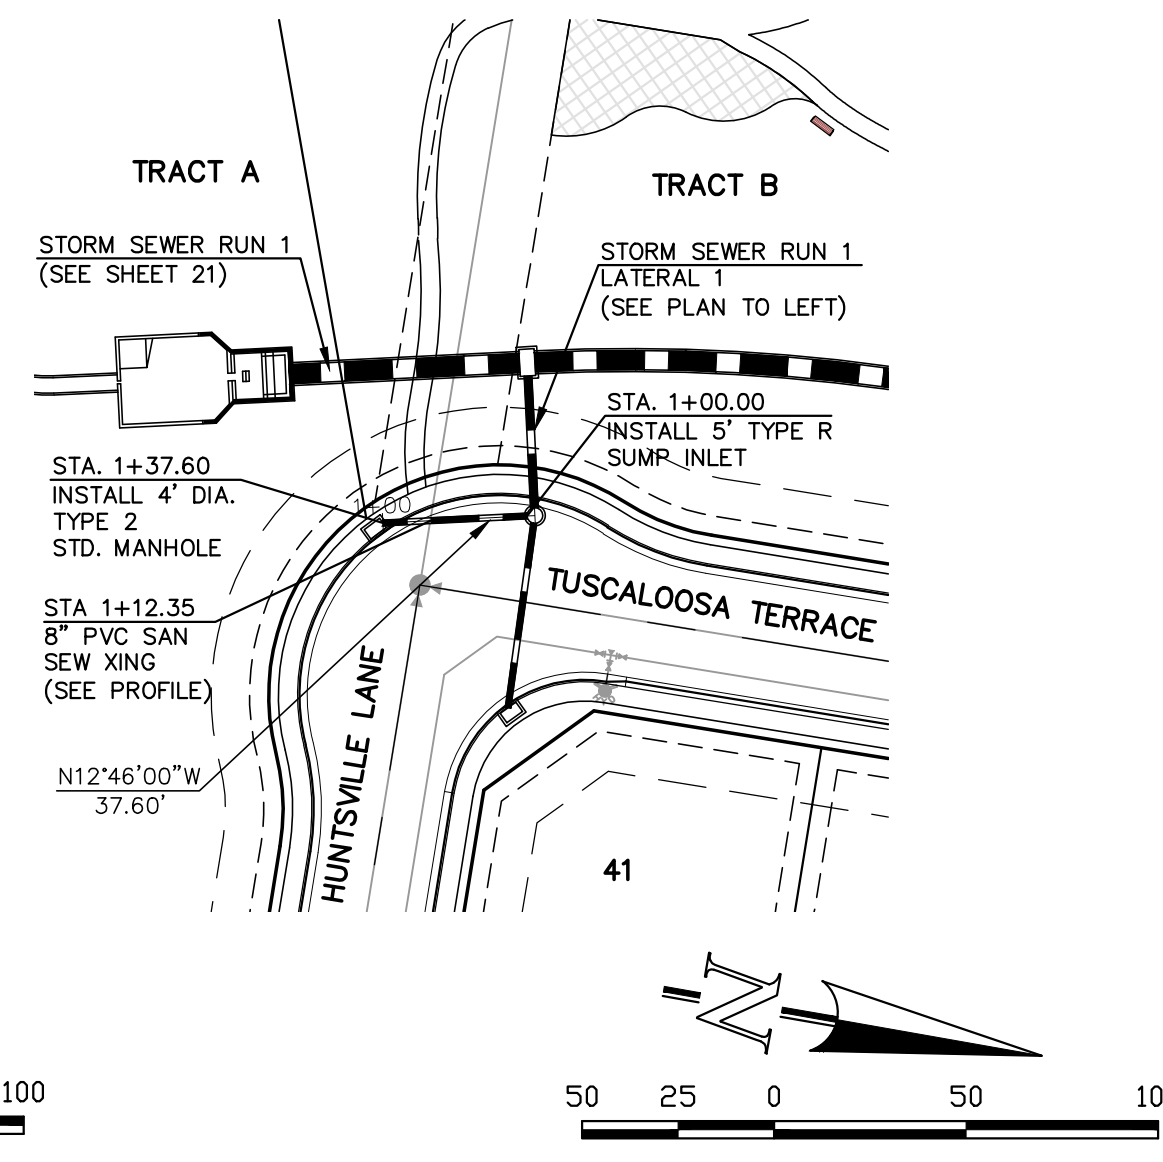 TRACT A
TRACT B
STORM SEWER RUN 1
(SEE SHEET 21)
STORM SEWER RUN 1
LATERAL 1
(SEE PLAN TO LEFT)
STA. 1+00.00
INSTALL 5' TYPE R
SUMP INLET
STA. 1+37.60
INSTALL 4' DIA.
TYPE 2
STD. MANHOLE
1+00
STA 1+12.35
8" PVC SAN
SEW XING
(SEE PROFILE)
TUSCALOOSA TERRACE
HUNTSVILLE LANE
N12°46'00"W
37.60'
41
N
100
50 25 0 50 10